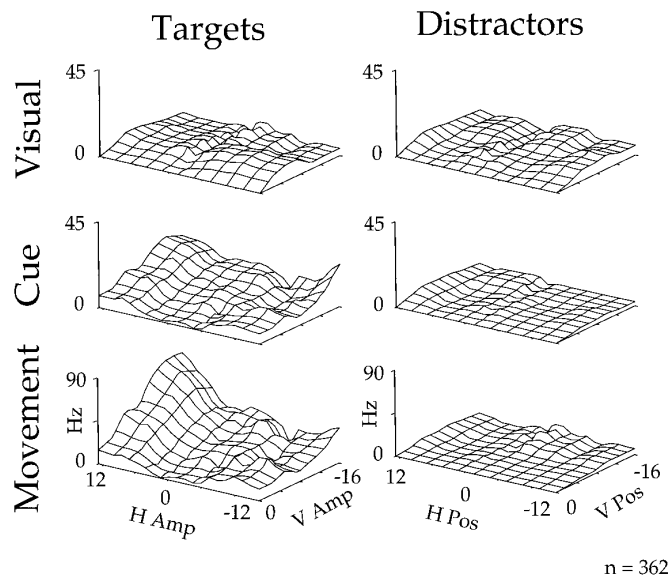 Targets Distractors
Visual
45
0
45
0
Cue
45
0
45
0
Movement
90
Hz
0
90
Hz
0
12 0 -12 0 -16
H Amp V Amp
12 0 -12 0 -16
H Pos V Pos
n = 362